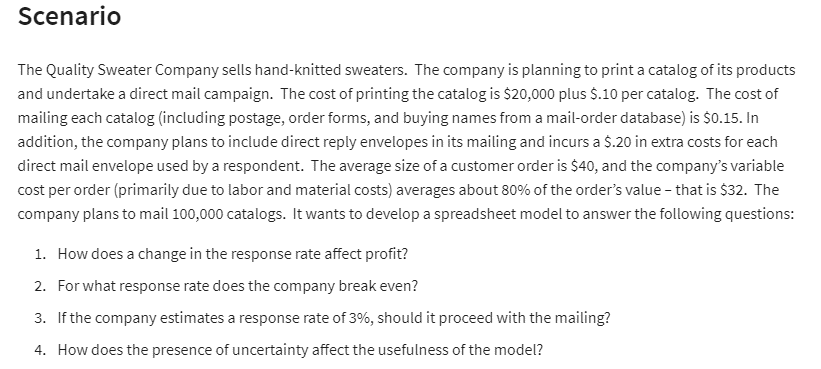 Scenario
The Quality Sweater Company sells hand-knitted sweaters. The company is planning to print a catalog of its products
and undertake a direct mail campaign. The cost of printing the catalog is $20,000 plus $.10 per catalog. The cost of
mailing each catalog (including postage, order forms, and buying names from a mail-order database) is $0.15. In
addition, the company plans to include direct reply envelopes in its mailing and incurs a $.20 in extra costs for each
direct mail envelope used by a respondent. The average size of a customer order is $40, and the company's variable
cost per order (primarily due to labor and material costs) averages about 80% of the order's value – that is $32. The
company plans to mail 100,000 catalogs. It wants to develop a spreadsheet model to answer the following questions:
1. How does a change in the response rate affect profit?
2. For what response rate does the company break even?
3. If the company estimates a response rate of 3%, should it proceed with the mailing?
4. How does the presence of uncertainty affect the usefulness of the model?